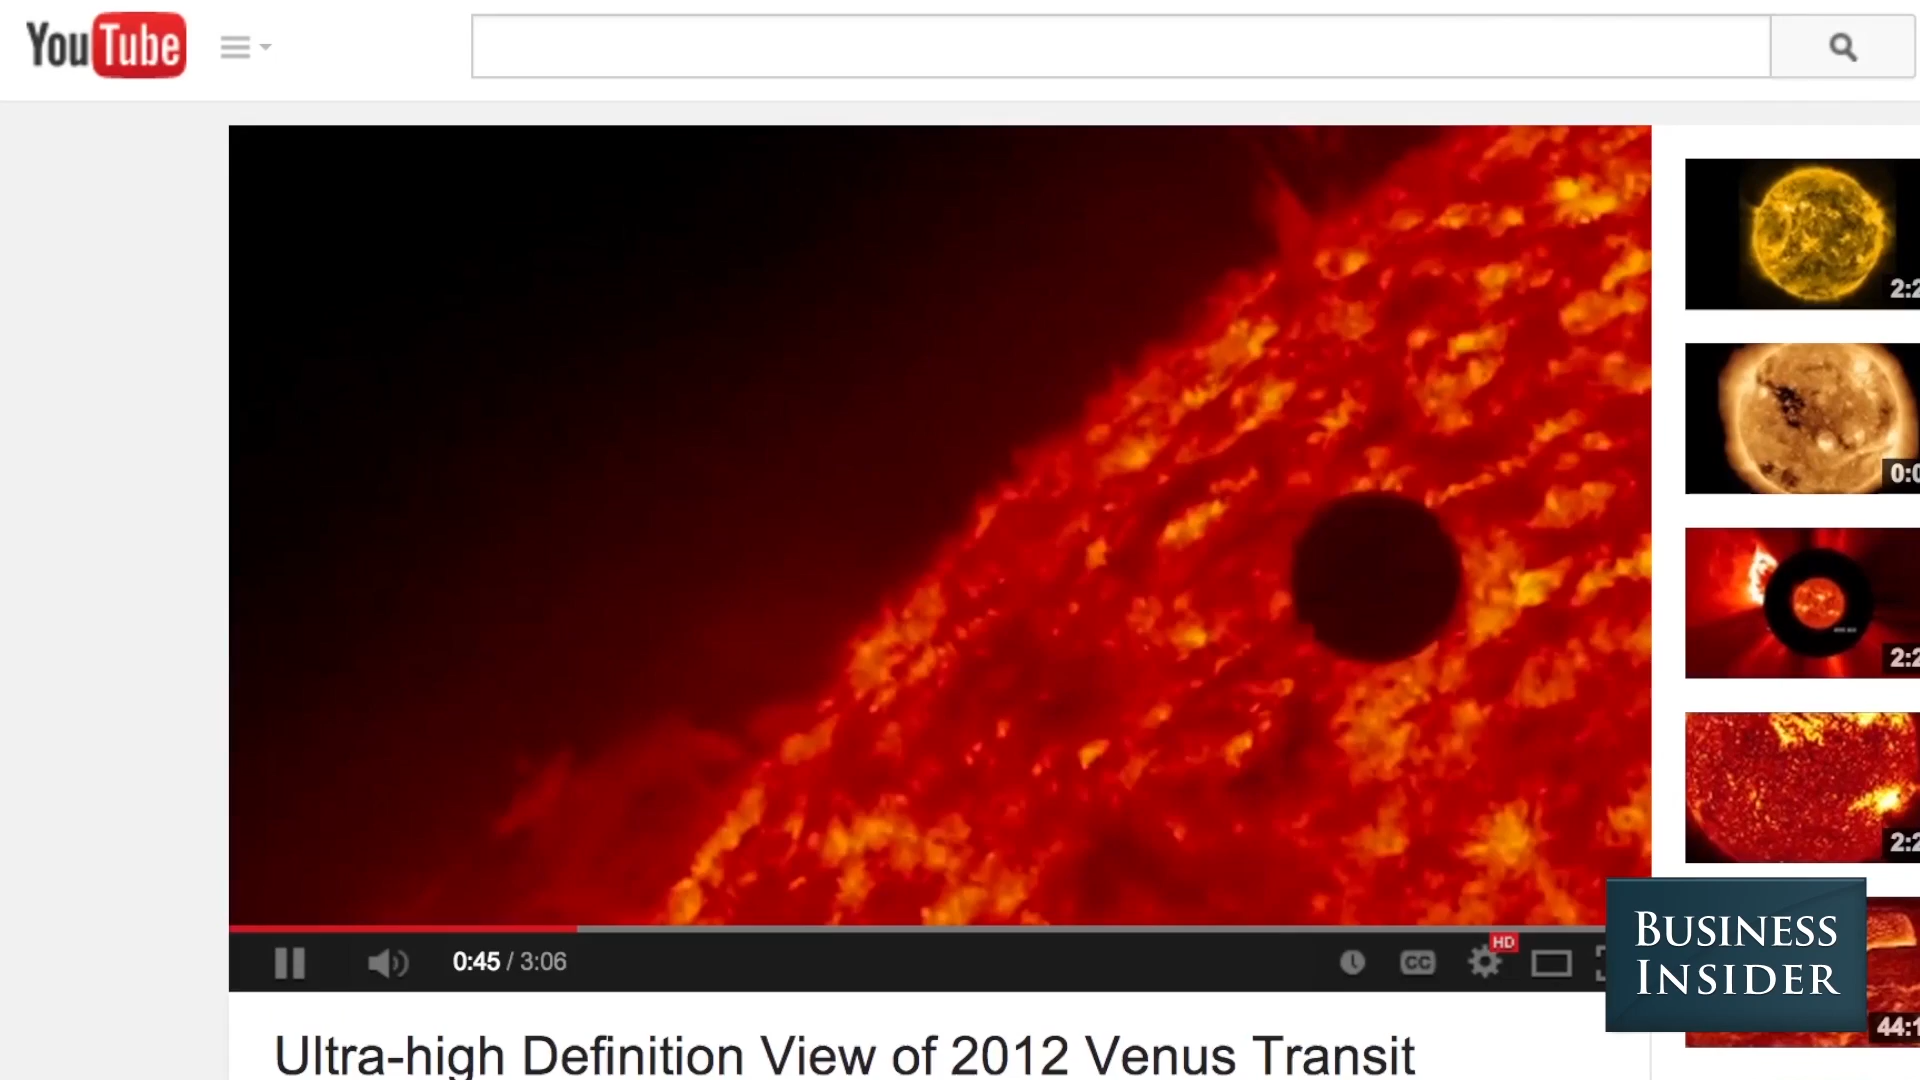 YouTube
2:2
0:0
2:2
2:2
HD
0:45 / 3:06
CC
BUSINESS
INSIDER
44:1
Ultra-high Definition View of 2012 Venus Transit